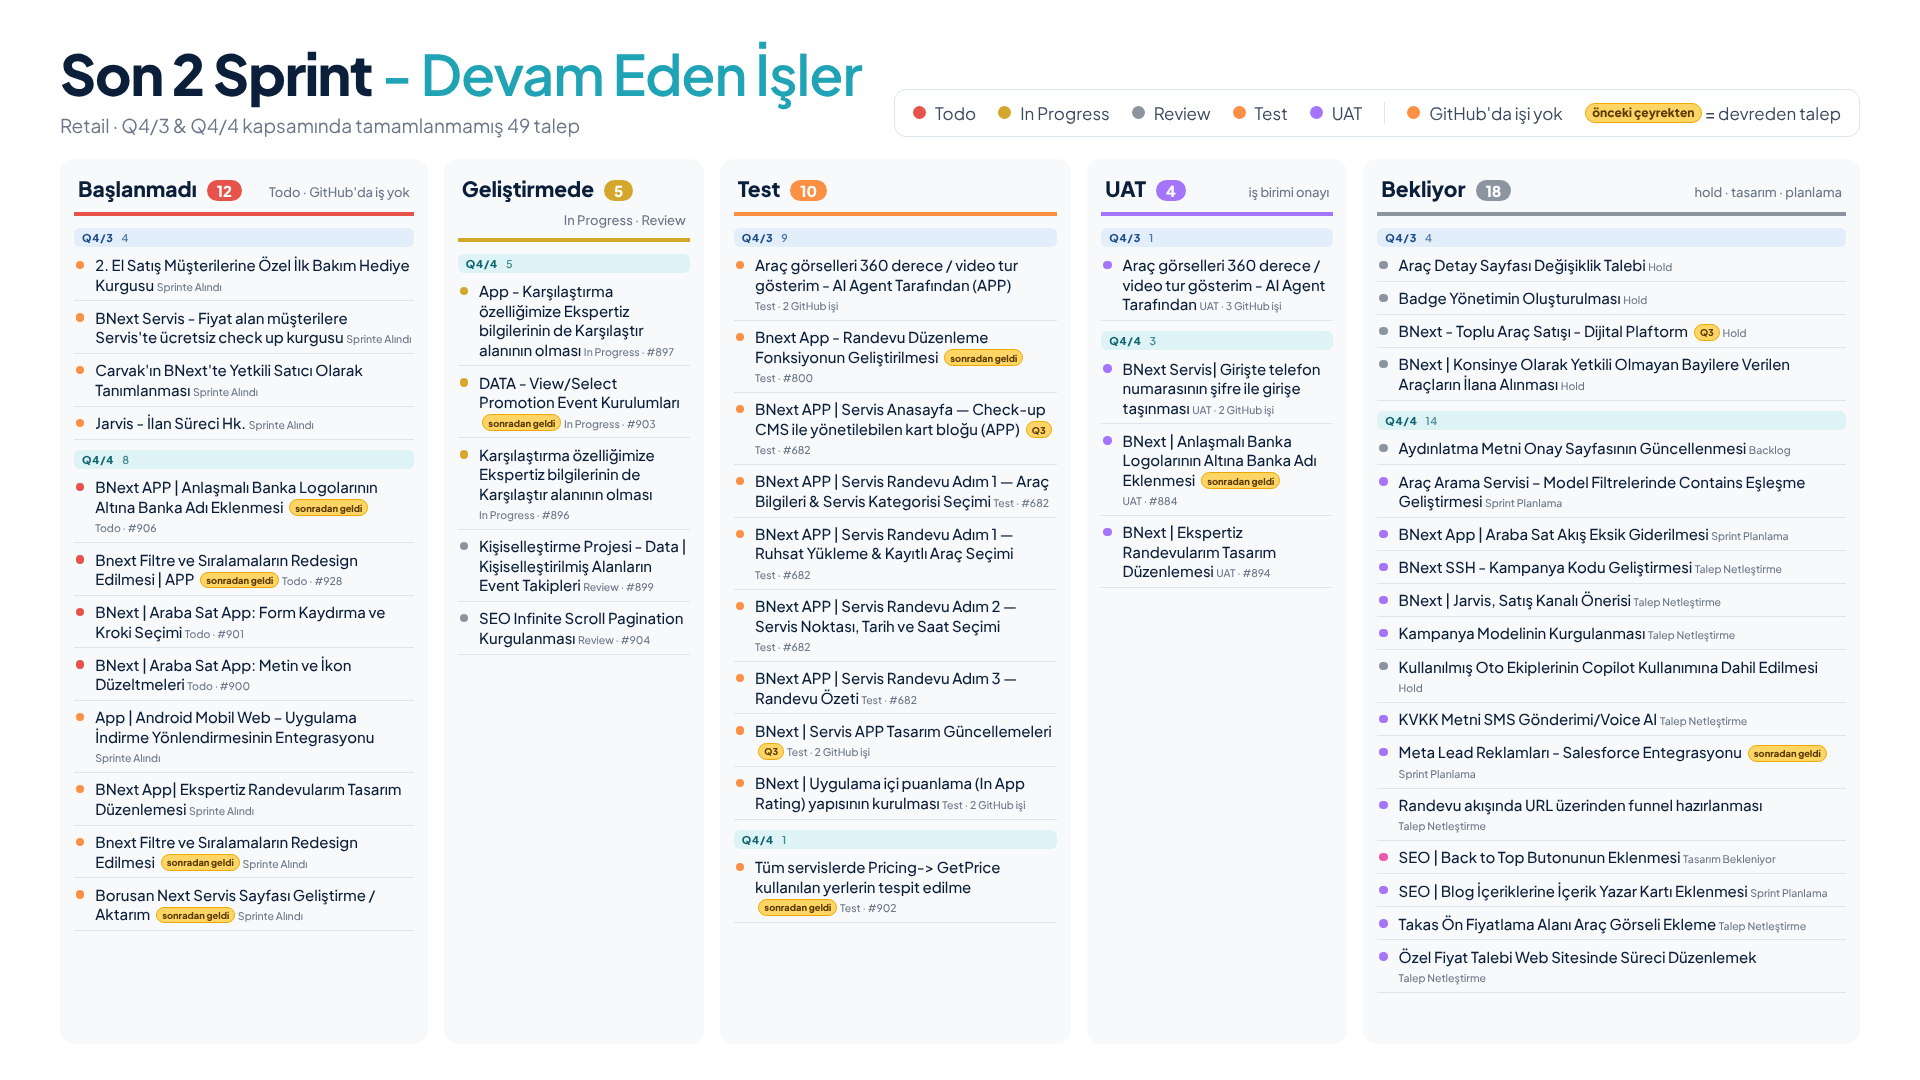 Son 2 Sprint - Devam Eden İşler
Retail · Q4/3 & Q4/4 kapsamında tamamlanmamış 49 talep
Todo
In Progress
Review
Test
UAT
GitHub'da işi yok
önceki çeyrekten = devreden talep
Başlanmadı 12 Todo · GitHub'da iş yok
Q4/3 4
2. El Satış Müşterilerine Özel İlk Bakım Hediye
Kurgusu Sprinte Alındı
BNext Servis - Fiyat alan müşterilere
Servis'te ücretsiz check up kurgusu Sprinte Alındı
Carvak'ın BNext'te Yetkili Satıcı Olarak
Tanımlanması Sprinte Alındı
Jarvis - İlan Süreci Hk. Sprinte Alındı
Q4/4 8
BNext APP | Anlaşmalı Banka Logolarının
Altına Banka Adı Eklenmesi sonradan geldi
Todo · #906
Bnext Filtre ve Sıralamaların Redesign
Edilmesi | APP sonradan geldi Todo · #928
BNext | Araba Sat App: Form Kaydırma ve
Kroki Seçimi Todo · #901
BNext | Araba Sat App: Metin ve İkon
Düzeltmeleri Todo · #900
App | Android Mobil Web – Uygulama
İndirme Yönlendirmesinin Entegrasyonu
Sprinte Alındı
BNext App| Ekspertiz Randevularım Tasarım
Düzenlemesi Sprinte Alındı
Bnext Filtre ve Sıralamaların Redesign
Edilmesi sonradan geldi Sprinte Alındı
Borusan Next Servis Sayfası Geliştirme /
Aktarım sonradan geldi Sprinte Alındı
Geliştirmede 5
In Progress · Review
Q4/4 5
App - Karşılaştırma
özelliğimize Ekspertiz
bilgilerinin de Karşılaştır
alanının olması In Progress · #897
DATA - View/Select
Promotion Event Kurulumları
sonradan geldi In Progress · #903
Karşılaştırma özelliğimize
Ekspertiz bilgilerinin de
Karşılaştır alanının olması
In Progress · #896
Kişiselleştirme Projesi - Data |
Kişiselleştirilmiş Alanların
Event Takipleri Review · #899
SEO Infinite Scroll Pagination
Kurgulanması Review · #904
Test 10
Q4/3 9
Araç görselleri 360 derece / video tur
gösterim - AI Agent Tarafından (APP)
Test · 2 GitHub işi
Bnext App - Randevu Düzenleme
Fonksiyonun Geliştirilmesi sonradan geldi
Test · #800
BNext APP | Servis Anasayfa — Check-up
CMS ile yönetilebilen kart bloğu (APP) Q3
Test · #682
BNext APP | Servis Randevu Adım 1 — Araç
Bilgileri & Servis Kategorisi Seçimi Test · #682
BNext APP | Servis Randevu Adım 1 —
Ruhsat Yükleme & Kayıtlı Araç Seçimi
Test · #682
BNext APP | Servis Randevu Adım 2 —
Servis Noktası, Tarih ve Saat Seçimi
Test · #682
BNext APP | Servis Randevu Adım 3 —
Randevu Özeti Test · #682
BNext | Servis APP Tasarım Güncellemeleri
Q3 Test · 2 GitHub işi
BNext | Uygulama içi puanlama (In App
Rating) yapısının kurulması Test · 2 GitHub işi
Q4/4 1
Tüm servislerde Pricing-> GetPrice
kullanılan yerlerin tespit edilme
sonradan geldi Test · #902
UAT 4 iş birimi onayı
Q4/3 1
Araç görselleri 360 derece /
video tur gösterim - AI Agent
Tarafından UAT · 3 GitHub işi
Q4/4 3
BNext Servis| Girişte telefon
numarasının şifre ile girişe
taşınması UAT · 2 GitHub işi
BNext | Anlaşmalı Banka
Logolarının Altına Banka Adı
Eklenmesi sonradan geldi
UAT · #884
BNext | Ekspertiz
Randevularım Tasarım
Düzenlemesi UAT · #894
Bekliyor 18 hold · tasarım · planlama
Q4/3 4
Araç Detay Sayfası Değişiklik Talebi Hold
Badge Yönetimin Oluşturulması Hold
BNext - Toplu Araç Satışı - Dijital Plaform Q3 Hold
BNext | Konsinye Olarak Yetkili Olmayan Bayilere Verilen
Araçların İlana Alınması Hold
Q4/4 14
Aydınlatma Metni Onay Sayfasının Güncellenmesi Backlog
Araç Arama Servisi – Model Filtrelerinde Contains Eşleşme
Geliştirmesi Sprint Planlama
BNext App | Araba Sat Akış Eksik Giderilmesi Sprint Planlama
BNext SSH - Kampanya Kodu Geliştirmesi Talep Netleştirme
BNext | Jarvis, Satış Kanalı Önerisi Talep Netleştirme
Kampanya Modelinin Kurgulanması Talep Netleştirme
Kullanılmış Oto Ekiplerinin Copilot Kullanımına Dahil Edilmesi
Hold
KVKK Metni SMS Gönderimi/Voice AI Talep Netleştirme
Meta Lead Reklamları - Salesforce Entegrasyonu sonradan geldi
Sprint Planlama
Randevu akışında URL üzerinden funnel hazırlanması
Talep Netleştirme
SEO | Back to Top Butonunun Eklenmesi Tasarım Bekleniyor
SEO | Blog İçeriklerine İçerik Yazar Kartı Eklenmesi Sprint Planlama
Takas Ön Fiyatlama Alanı Araç Görseli Ekleme Talep Netleştirme
Özel Fiyat Talebi Web Sitesinde Süreci Düzenlemek
Talep Netleştirme